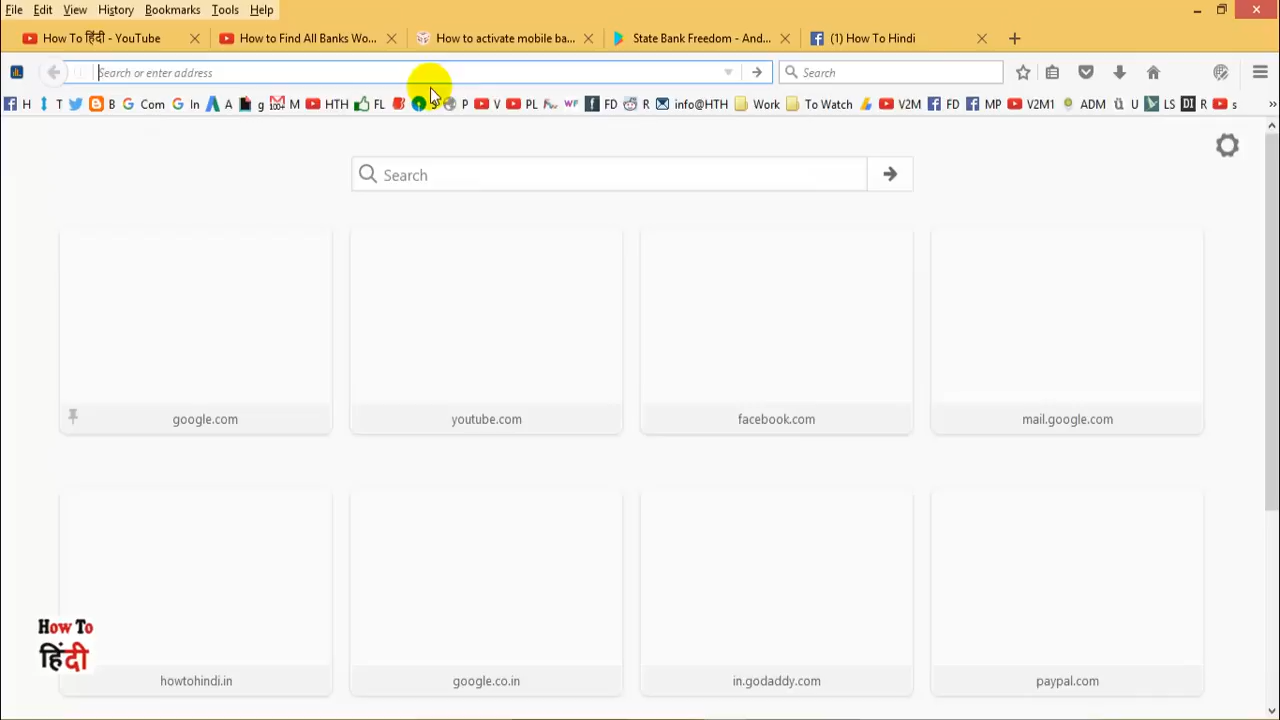 File Edit View History Bookmarks Tools Help
How To हिंदी - YouTube How to Find All Banks Wo... How to activate mobile ba... State Bank Freedom - And... (1) How To Hindi
Search or enter address Search
H T B Com In A g M HTH FL P V PL FD R info@HTH Work To Watch V2M FD MP V2M1 ADM U LS R s
Search
google.com youtube.com facebook.com mail.google.com
How To
हिंदी
howtohindi.in google.co.in in.godaddy.com paypal.com